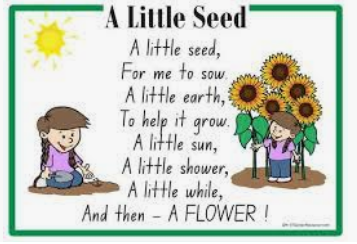 A Little Seed
A little seed,
For me to sow.
A little earth,
To help it grow.
A little sun,
A little shower,
A little while,
And then – A FLOWER !